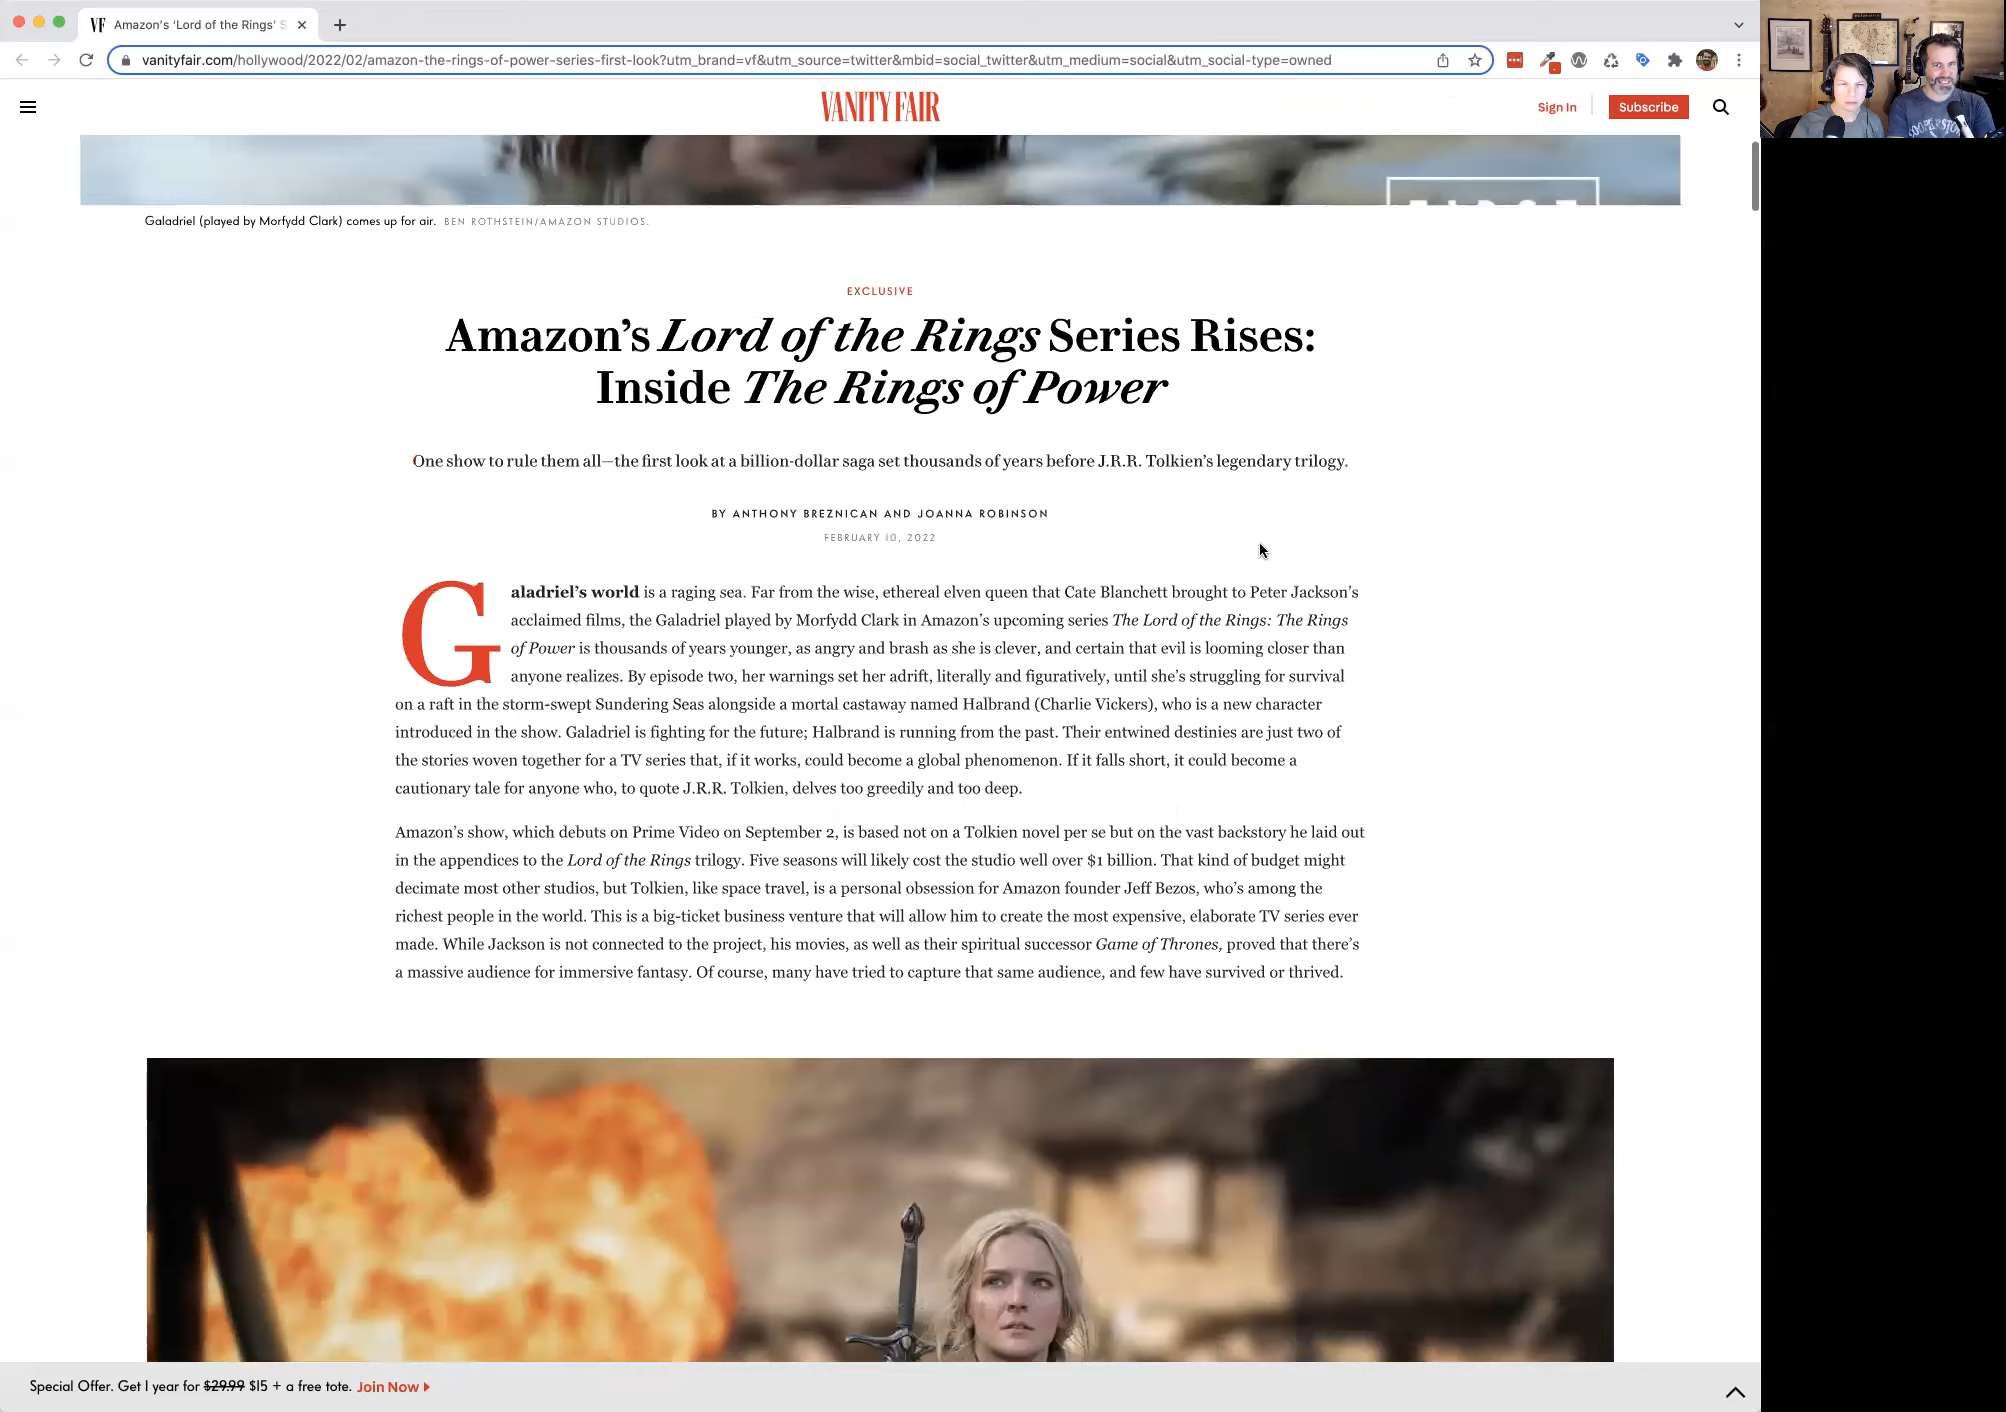 VF Amazon's 'Lord of the Rings' S
vanityfair.com/hollywood/2022/02/amazon-the-rings-of-power-series-first-look?utm_brand=vf&utm_source=twitter&mbid=social_twitter&utm_medium=social&utm_social-type=owned
VANITY FAIR
Sign In
Subscribe
Galadriel (played by Morfydd Clark) comes up for air. BEN ROTHSTEIN/AMAZON STUDIOS.
EXCLUSIVE
Amazon's Lord of the Rings Series Rises:
Inside The Rings of Power
One show to rule them all—the first look at a billion-dollar saga set thousands of years before J.R.R. Tolkien's legendary trilogy.
BY ANTHONY BREZNICAN AND JOANNA ROBINSON
FEBRUARY 10, 2022
Galadriel's world is a raging sea. Far from the wise, ethereal elven queen that Cate Blanchett brought to Peter Jackson's
acclaimed films, the Galadriel played by Morfydd Clark in Amazon's upcoming series The Lord of the Rings: The Rings
of Power is thousands of years younger, as angry and brash as she is clever, and certain that evil is looming closer than
anyone realizes. By episode two, her warnings set her adrift, literally and figuratively, until she's struggling for survival
on a raft in the storm-swept Sundering Seas alongside a mortal castaway named Halbrand (Charlie Vickers), who is a new character
introduced in the show. Galadriel is fighting for the future; Halbrand is running from the past. Their entwined destinies are just two of
the stories woven together for a TV series that, if it works, could become a global phenomenon. If it falls short, it could become a
cautionary tale for anyone who, to quote J.R.R. Tolkien, delves too greedily and too deep.
Amazon's show, which debuts on Prime Video on September 2, is based not on a Tolkien novel per se but on the vast backstory he laid out
in the appendices to the Lord of the Rings trilogy. Five seasons will likely cost the studio well over $1 billion. That kind of budget might
decimate most other studios, but Tolkien, like space travel, is a personal obsession for Amazon founder Jeff Bezos, who's among the
richest people in the world. This is a big-ticket business venture that will allow him to create the most expensive, elaborate TV series ever
made. While Jackson is not connected to the project, his movies, as well as their spiritual successor Game of Thrones, proved that there's
a massive audience for immersive fantasy. Of course, many have tried to capture that same audience, and few have survived or thrived.
Special Offer. Get 1 year for $29.99 $15 + a free tote. Join Now